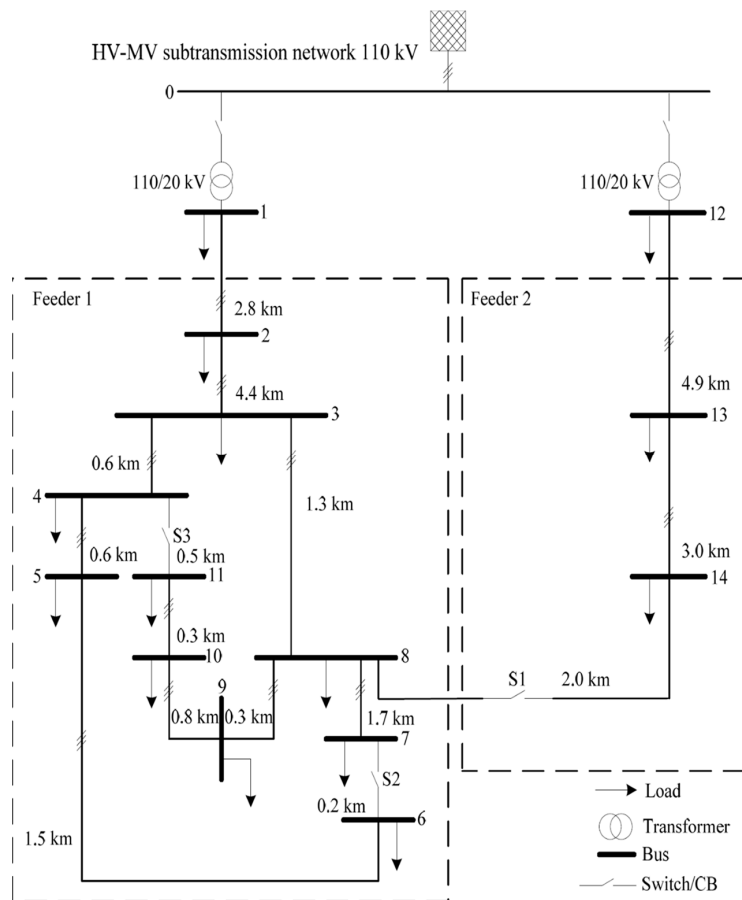 HV-MV subtransmission network 110 kV
0
110/20 kV
110/20 kV
1
12
Feeder 1
Feeder 2
2.8 km
2
4.9 km
4.4 km
3
13
0.6 km
4
1.3 km
S3
0.6 km
0.5 km
3.0 km
5
11
14
0.3 km
10
8
9
S1
2.0 km
0.8 km
0.3 km
1.7 km
7
S2
0.2 km
6
Load
1.5 km
Transformer
Bus
Switch/CB